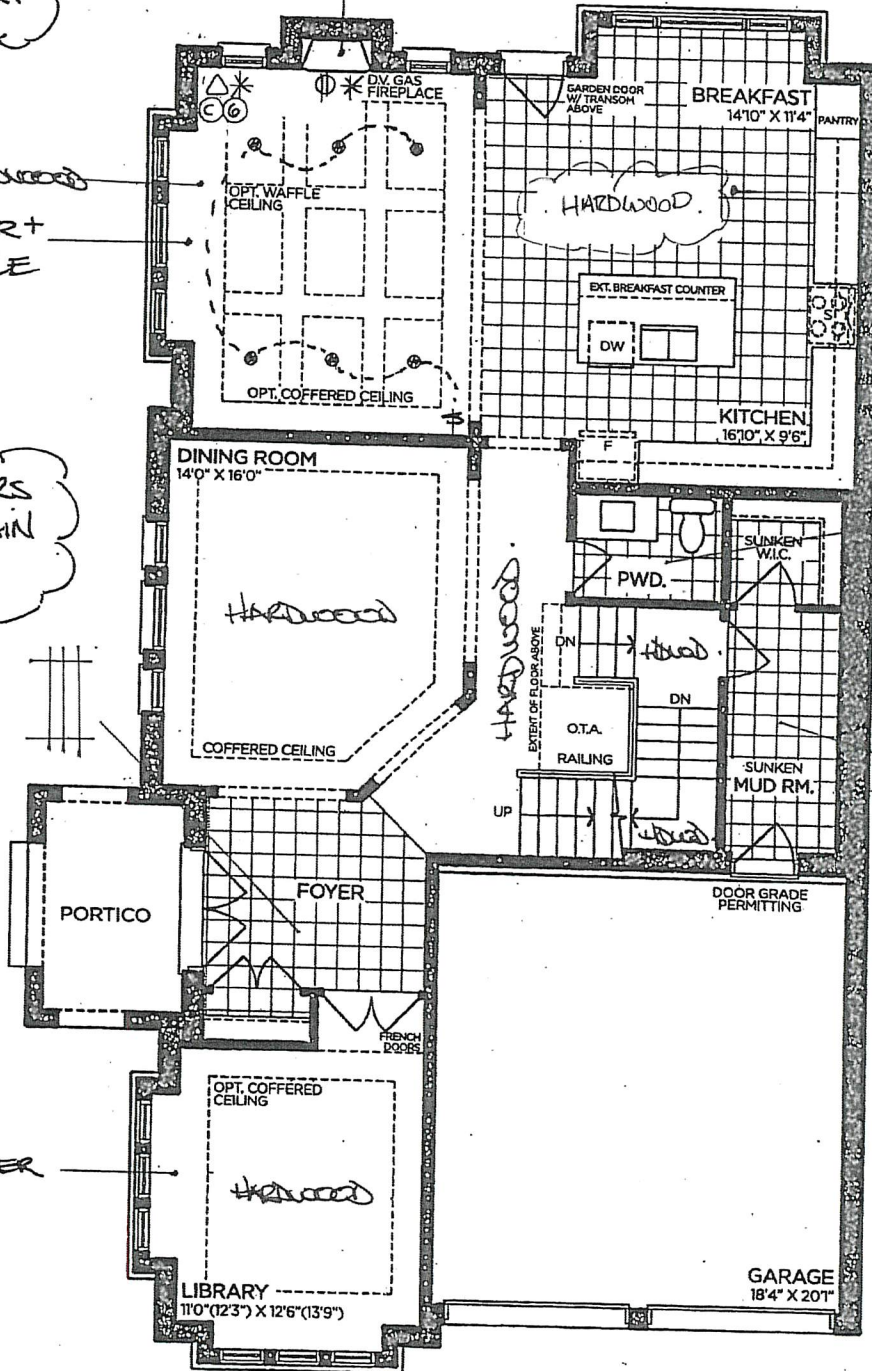 D.V. GAS
FIREPLACE
C 6
OPT. WAFFLE
CEILING
OPT. COFFERED CEILING
$
GARDEN DOOR
W/ TRANSOM
ABOVE
BREAKFAST
14'10" X 11'4"
PANTRY
HARDWOOD.
EXT. BREAKFAST COUNTER
DW
S
KITCHEN
16'10" X 9'6"
F
DINING ROOM
14'0" X 16'0"
HARDWOOD
COFFERED CEILING
HARDWOOD.
PWD.
SUNKEN
W.I.C.
EXTENT OF FLOOR ABOVE
DN
HDWD.
DN
O.T.A.
RAILING
UP
HDWD.
SUNKEN
MUD RM.
DOOR GRADE
PERMITTING
PORTICO
FOYER
FRENCH
DOORS
OPT. COFFERED
CEILING
HARDWOOD
LIBRARY
11'0"(12'3") X 12'6"(13'9")
GARAGE
18'4" X 20'1"